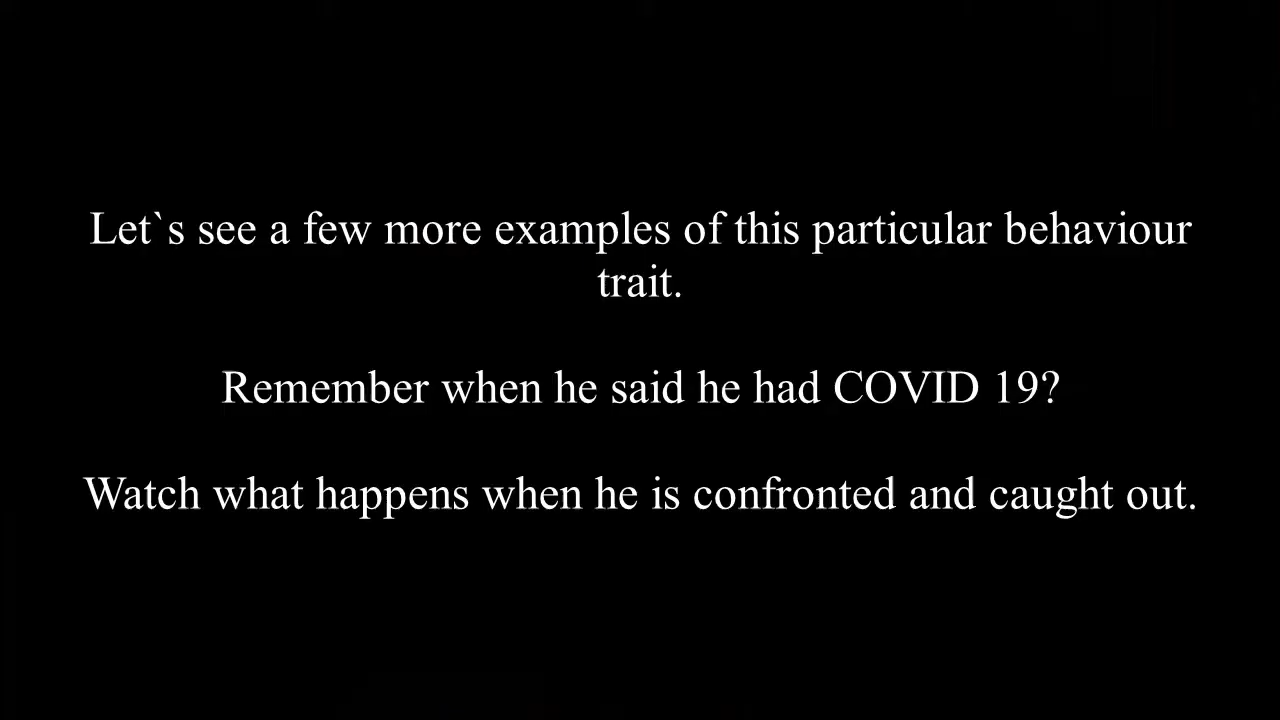 Let`s see a few more examples of this particular behaviour
trait.
Remember when he said he had COVID 19?
Watch what happens when he is confronted and caught out.